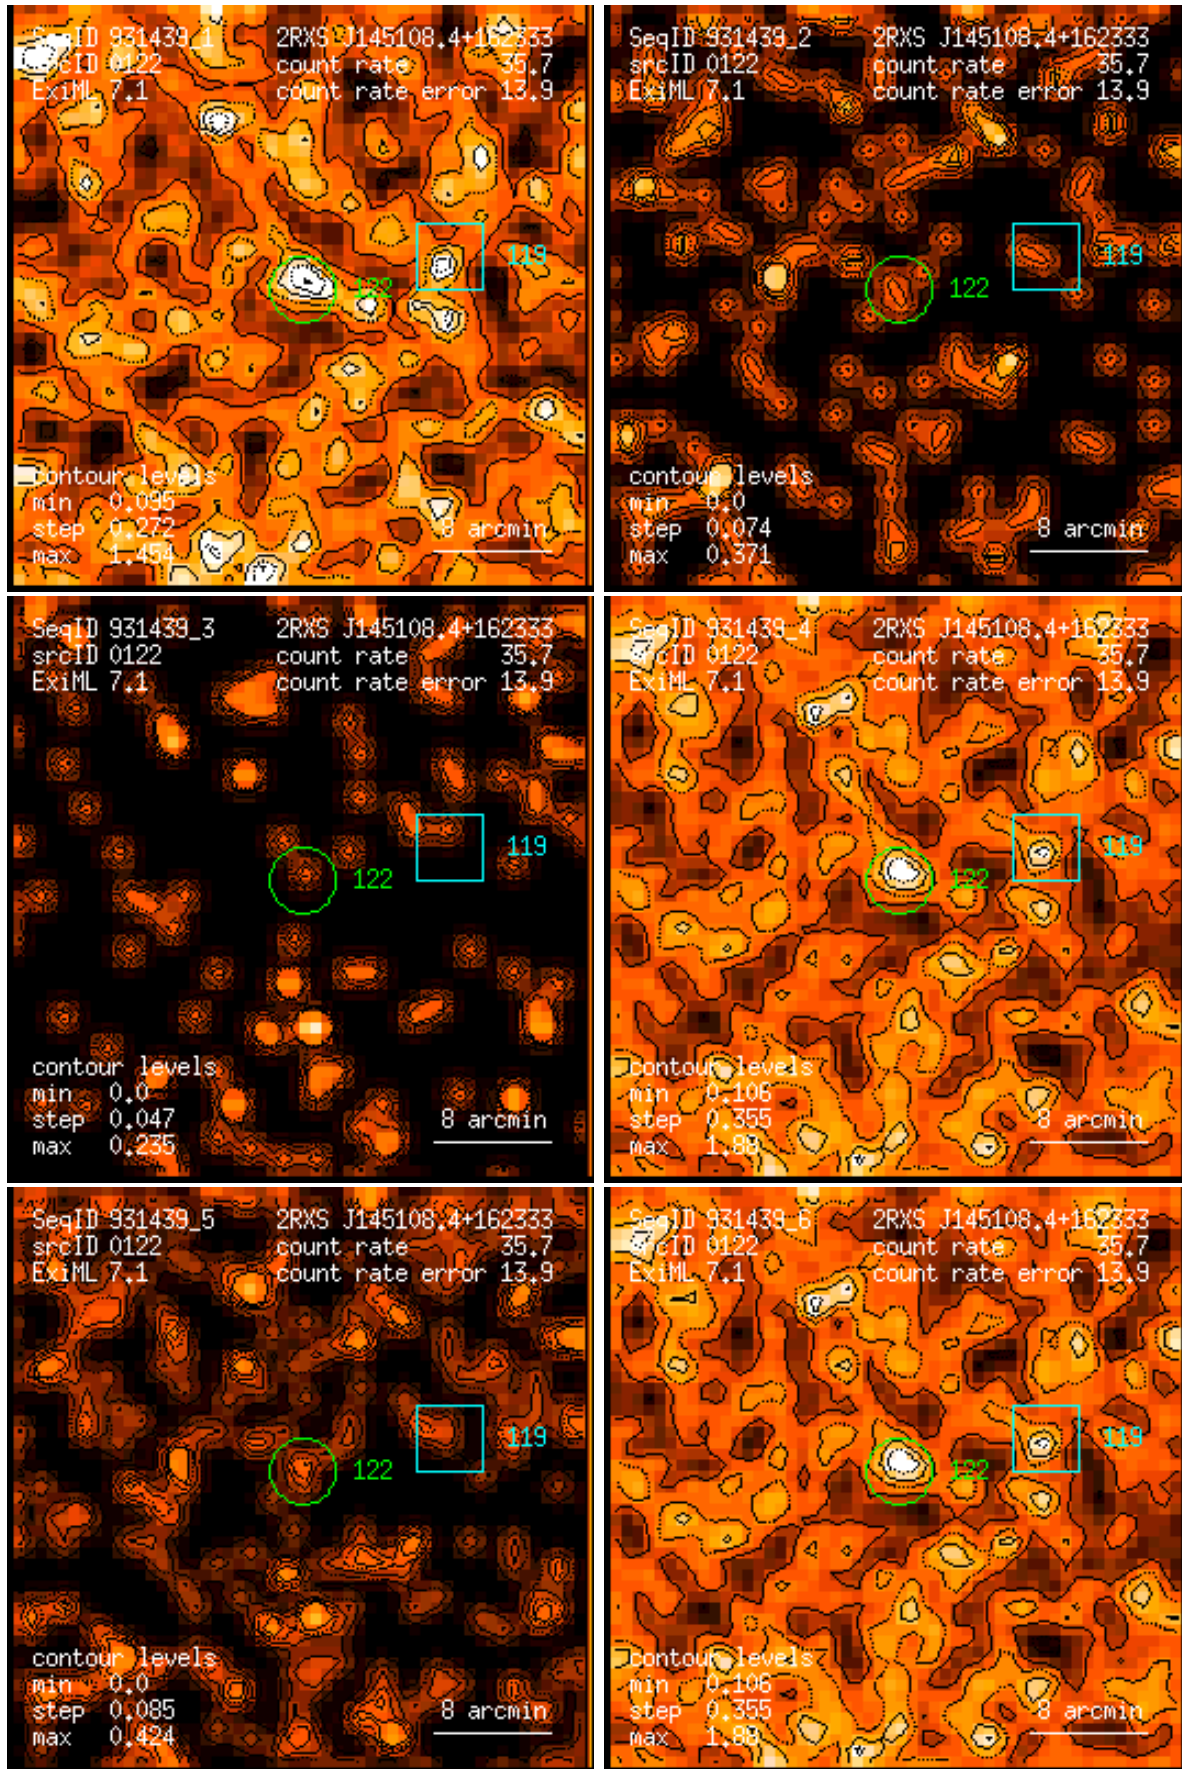 SeqID 931439_1 2RXS J145108.4+162333
srcID 0122 count rate 35.7
ExiML 7.1 count rate error 13.9
119
122
contour levels
min 0.095
step 0.272
max 1.454
8 arcmin
SeqID 931439_2 2RXS J145108.4+162333
srcID 0122 count rate 35.7
ExiML 7.1 count rate error 13.9
119
122
contour levels
min 0.0
step 0.074
max 0.371
8 arcmin
SeqID 931439_3 2RXS J145108.4+162333
srcID 0122 count rate 35.7
ExiML 7.1 count rate error 13.9
119
122
contour levels
min 0.0
step 0.047
max 0.235
8 arcmin
SeqID 931439_4 2RXS J145108.4+162333
srcID 0122 count rate 35.7
ExiML 7.1 count rate error 13.9
119
122
contour levels
min 0.106
step 0.355
max 1.88
8 arcmin
SeqID 931439_5 2RXS J145108.4+162333
srcID 0122 count rate 35.7
ExiML 7.1 count rate error 13.9
119
122
contour levels
min 0.0
step 0.085
max 0.424
8 arcmin
SeqID 931439_6 2RXS J145108.4+162333
srcID 0122 count rate 35.7
ExiML 7.1 count rate error 13.9
119
122
contour levels
min 0.106
step 0.355
max 1.88
8 arcmin